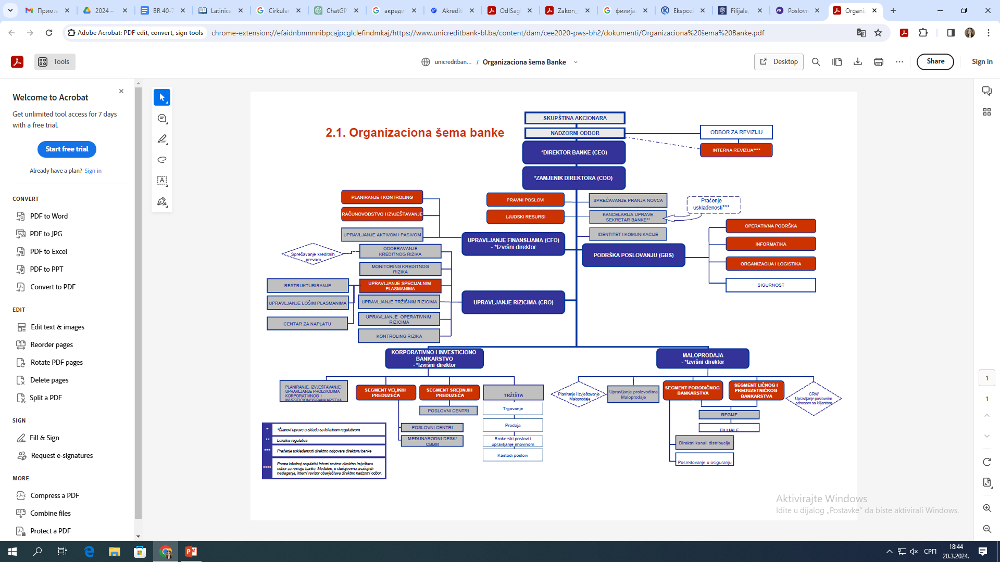 Примљ
2024 –
BR 40-7
Latinica
Cirkular
ChatGP
акреди
Akredit
OdlSag
Zakon_
филија
Ekspoz
Filijale,
Poslovn
Organiz
Adobe Acrobat: PDF edit, convert, sign tools
chrome-extension://efaidnbmnnnibpcajpcglclefindmkaj/https://www.unicreditbank-bl.ba/content/dam/cee2020-pws-bh2/dokumenti/Organizaciona%20šema%20Banke.pdf
Tools
unicreditban... / Organizaciona šema Banke
Desktop
Share
Sign in
Welcome to Acrobat
Get unlimited tool access for 7 days
with a free trial.
Start free trial
Already have a plan? Sign in
CONVERT
PDF to Word
PDF to JPG
PDF to Excel
PDF to PPT
Convert to PDF
EDIT
Edit text & images
Reorder pages
Rotate PDF pages
Delete pages
Split a PDF
SIGN
Fill & Sign
Request e-signatures
MORE
Compress a PDF
Combine files
Protect a PDF
2.1. Organizaciona šema banke
SKUPŠTINA AKCIONARA
NADZORNI ODBOR
ODBOR ZA REVIZIJU
INTERNA REVIZIJA****
*DIREKTOR BANKE (CEO)
*ZAMJENIK DIREKTORA (COO)
PLANIRANJE I KONTROLING
RAČUNOVODSTVO I IZVJEŠTAVANJE
UPRAVLJANJE AKTIVOM I PASIVOM
PRAVNI POSLOVI
LJUDSKI RESURSI
SPREČAVANJE PRANJA NOVCA
KANCELARIJA UPRAVE
SEKRETAR BANKE**
IDENTITET I KOMUNIKACIJE
Praćenje
usklađenosti***
UPRAVLJANJE FINANSIJAMA (CFO)
- *Izvršni direktor
PODRŠKA POSLOVANJU (GBS)
OPERATIVNA PODRŠKA
INFORMATIKA
ORGANIZACIJA I LOGISTIKA
SIGURNOST
Sprečavanje kreditnih
prevara
ODOBRAVANJE
KREDITNOG RIZIKA
MONITORING KREDITNOG
RIZIKA
UPRAVLJANJE SPECIJALNIM
PLASMANIMA
UPRAVLJANJE TRŽIŠNIM RIZICIMA
UPRAVLJANJE OPERATIVNIM
RIZICIMA
KONTROLING RIZIKA
RESTRUKTURIRANJE
UPRAVLJANJE LOŠIM PLASMANIMA
CENTAR ZA NAPLATU
UPRAVLJANJE RIZICIMA (CRO)
KORPORATIVNO I INVESTICIONO
BANKARSTVO
- *Izvršni direktor
MALOPRODAJA
- *Izvršni direktor
PLANIRANJE, IZVJEŠTAVANJE i
UPRAVLJANJE PROIZVODIMA
KORPORATIVNOG I
INVESTICIONOG BANKARSTVA
SEGMENT VELIKIH
PREDUZEĆA
SEGMENT SREDNJIH
PREDUZEĆA
TRŽIŠTA
POSLOVNI CENTRI
POSLOVNI CENTRI
MEĐUNARODNI DESK/
CBBM
Trgovanje
Prodaja
Brokerski poslovi i
upravljanje imovinom
Kastodi poslovi
Planiranje i izvještavanje
Maloprodaje
Upravljanje proizvodima
Maloprodaje
SEGMENT PORODIČNOG
BANKARSTVA
SEGMENT LIČNOG I
PREDUZETNIČKOG
BANKARSTVA
CRM/
Upravljanje poslovnim
odnosom sa klijentom
REGIJE
FILIJALE
Direktni kanali distribucije
Posredovanje u osiguranju
* *Članovi uprave u skladu sa lokalnom regulativom
** Lokalna regulativa
*** Praćenje usklađenosti direktno odgovara direktoru banke
**** Prema lokalnoj regulativi interni revizor direktno izvještava
odbor za reviziju banke. Međutim, u slučajevima značajnih
neslaganja, interni revizor obavještava direktno nadzorni odbor.
1
1
Aktivirajte Windows
Idite u dijalog „Postavke” da biste aktivirali Windows.
СРП
18:44
20.3.2024.